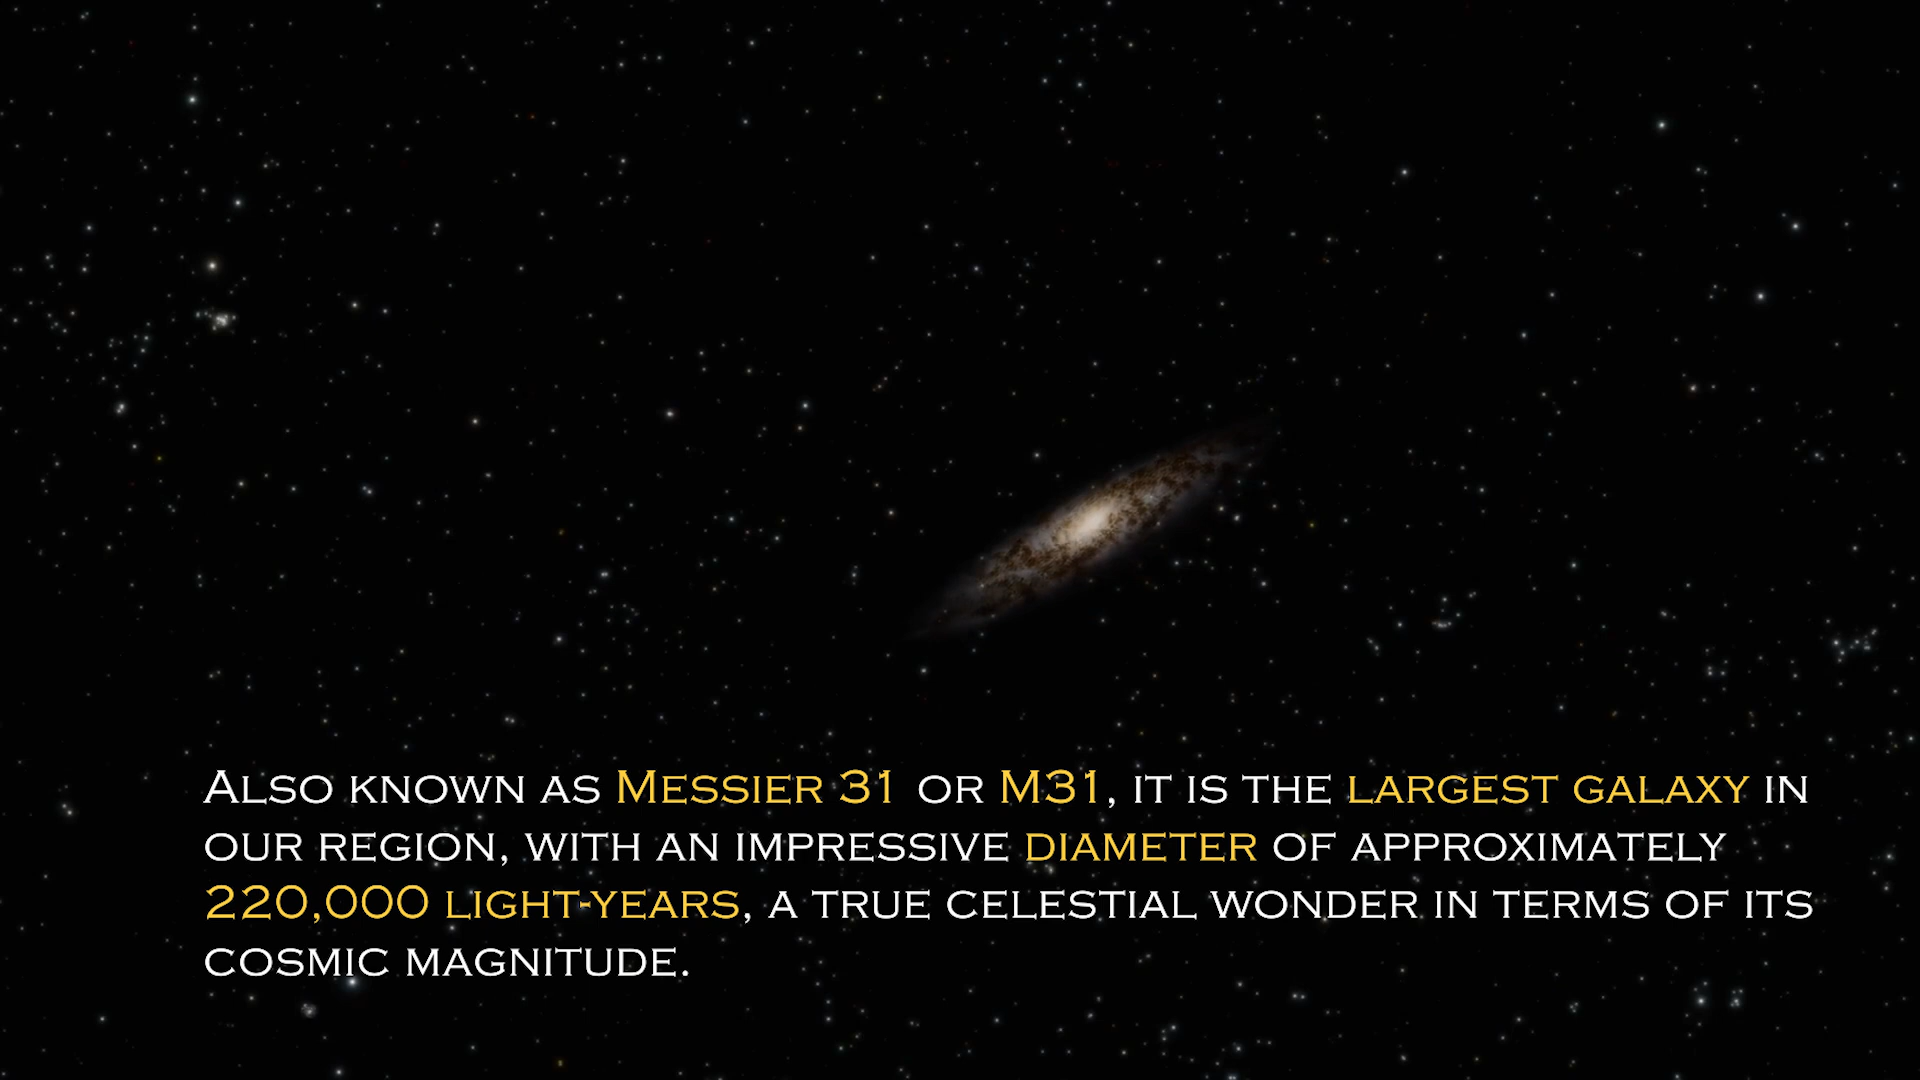 Also known as Messier 31 or M31, it is the largest galaxy in
our region, with an impressive diameter of approximately
220,000 light-years, a true celestial wonder in terms of its
cosmic magnitude.